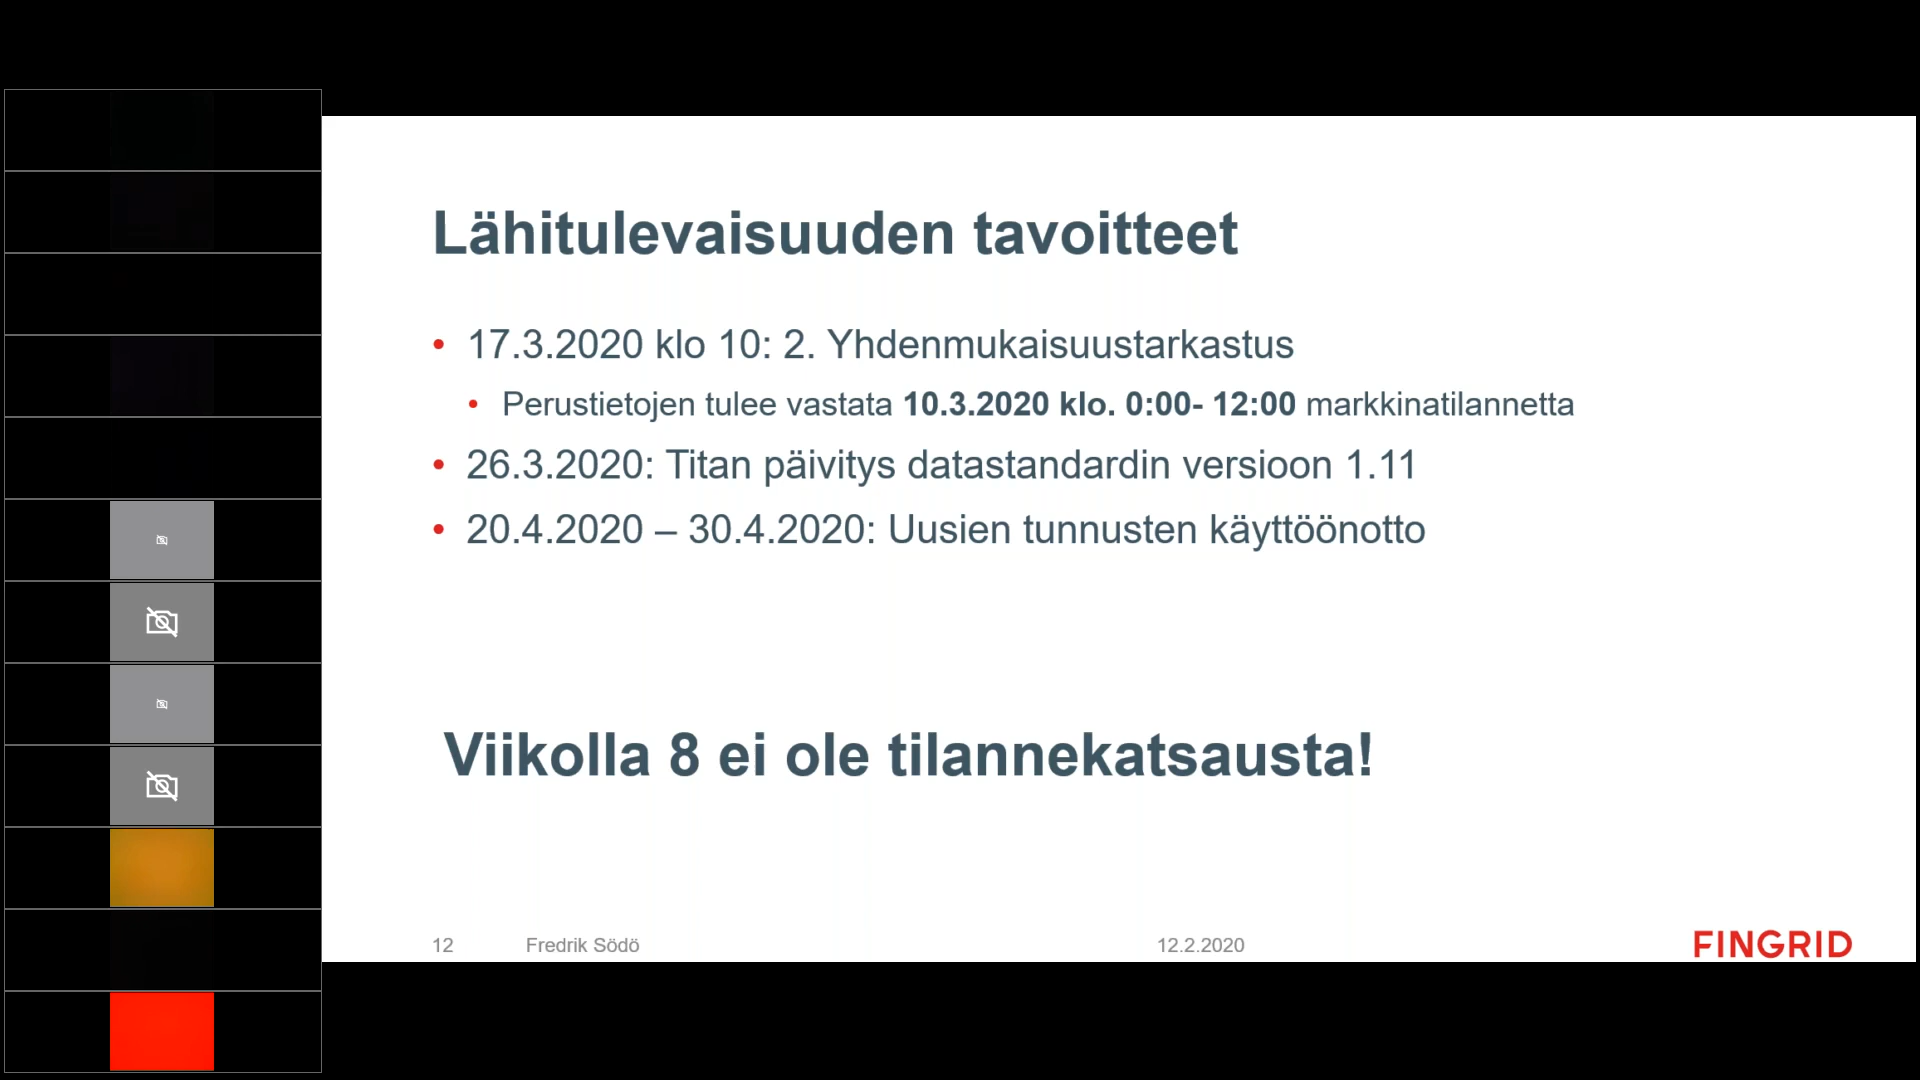 Lähitulevaisuuden tavoitteet
• 17.3.2020 klo 10: 2. Yhdenmukaisuustarkastus
• Perustietojen tulee vastata 10.3.2020 klo. 0:00- 12:00 markkinatilannetta
• 26.3.2020: Titan päivitys datastandardin versioon 1.11
• 20.4.2020 – 30.4.2020: Uusien tunnusten käyttöönotto
Viikolla 8 ei ole tilannekatsausta!
12 Fredrik Södö 12.2.2020 FINGRID